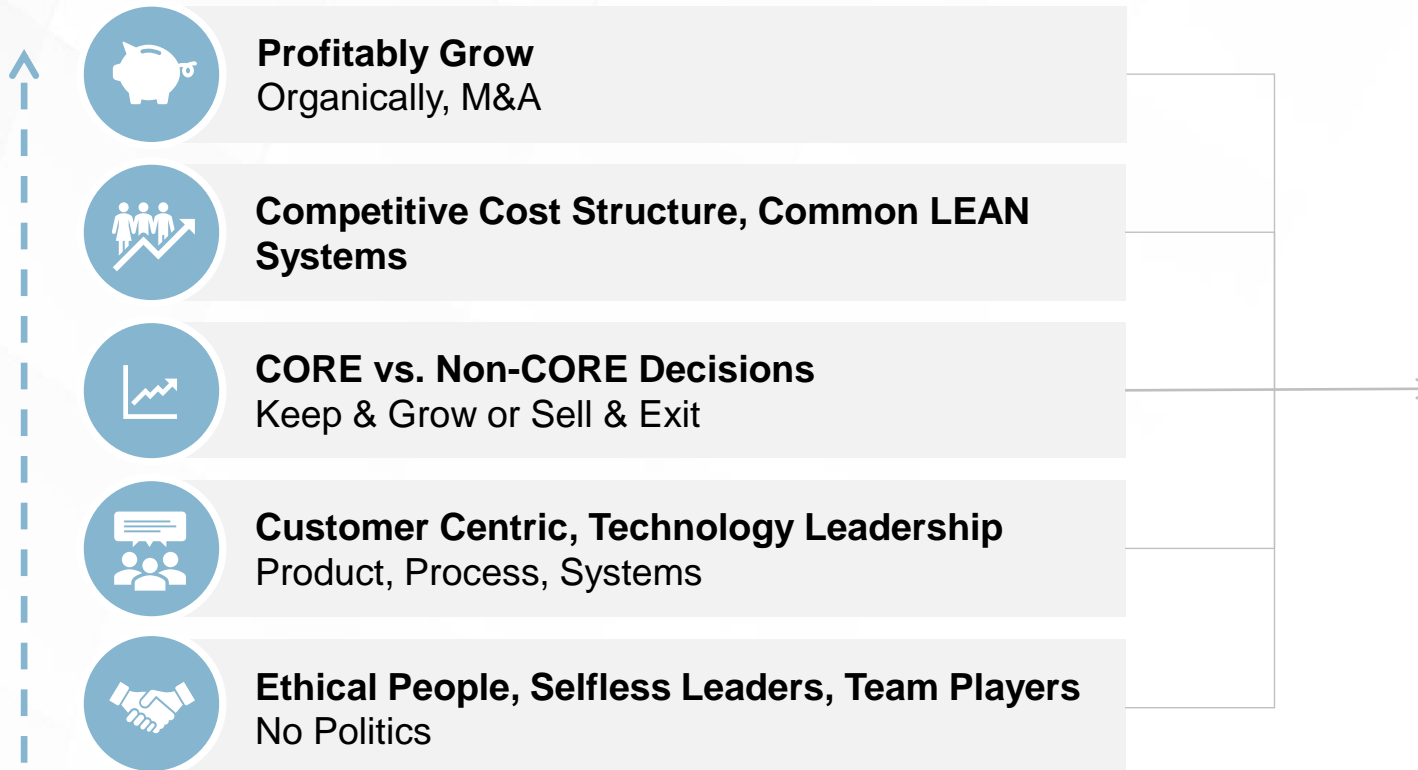 Profitably Grow
Organically, M&A
Competitive Cost Structure, Common LEAN
Systems
CORE vs. Non-CORE Decisions
Keep & Grow or Sell & Exit
Customer Centric, Technology Leadership
Product, Process, Systems
Ethical People, Selfless Leaders, Team Players
No Politics